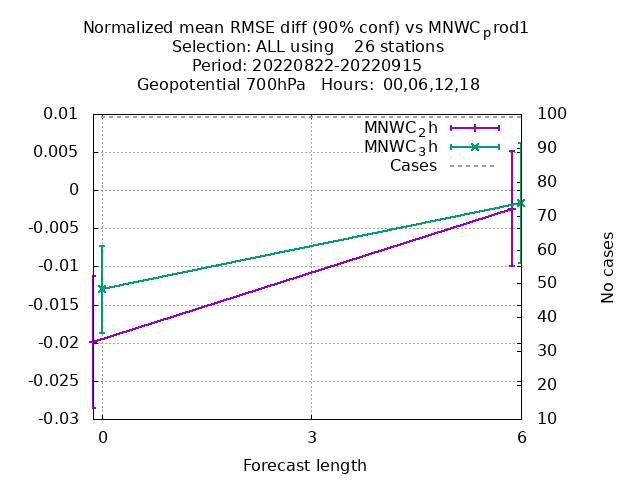 Normalized mean RMSE diff (90% conf) vs MNWCprod1
Selection: ALL using    26 stations
Period: 20220822-20220915
Geopotential 700hPa   Hours:  00,06,12,18
0.01
0.005
0
-0.005
-0.01
-0.015
-0.02
-0.025
-0.03
MNWC2h
MNWC3h
Cases
100
90
80
70
60
50
40
30
20
10
No cases
0
3
6
Forecast length